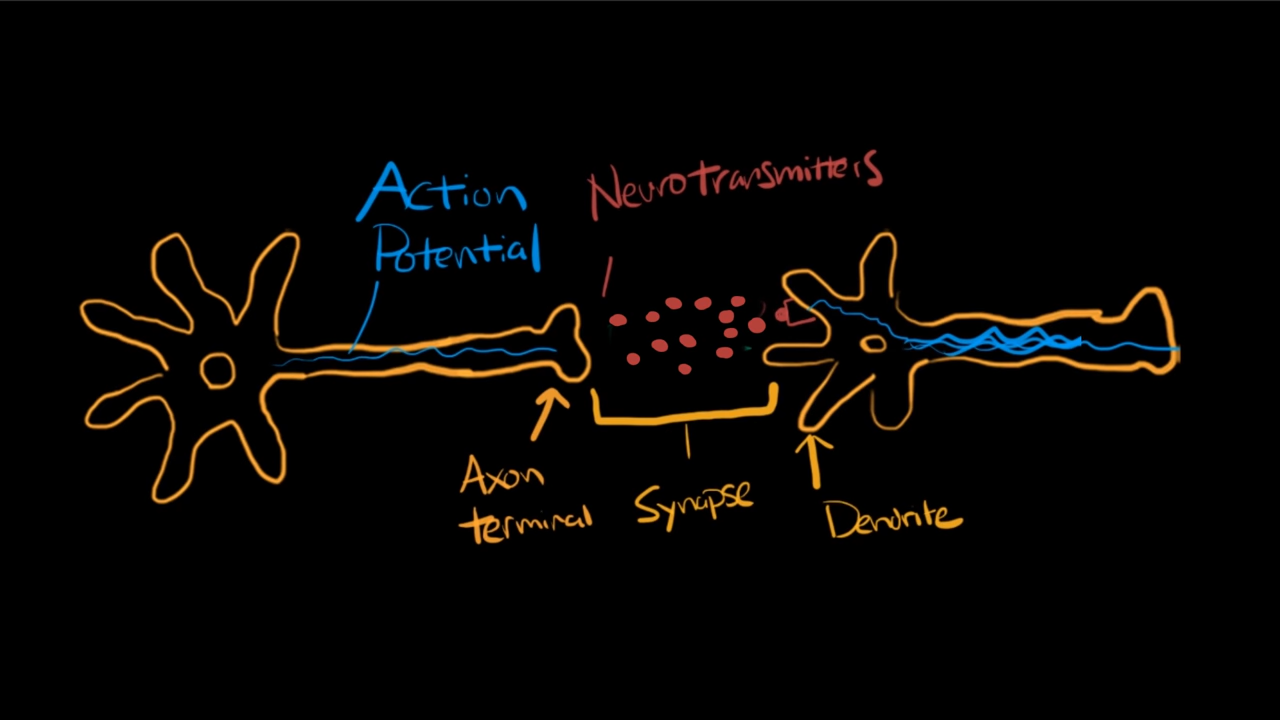 Action
Potential
Neurotransmitters
Axon
terminal
Synapse
Dendrite